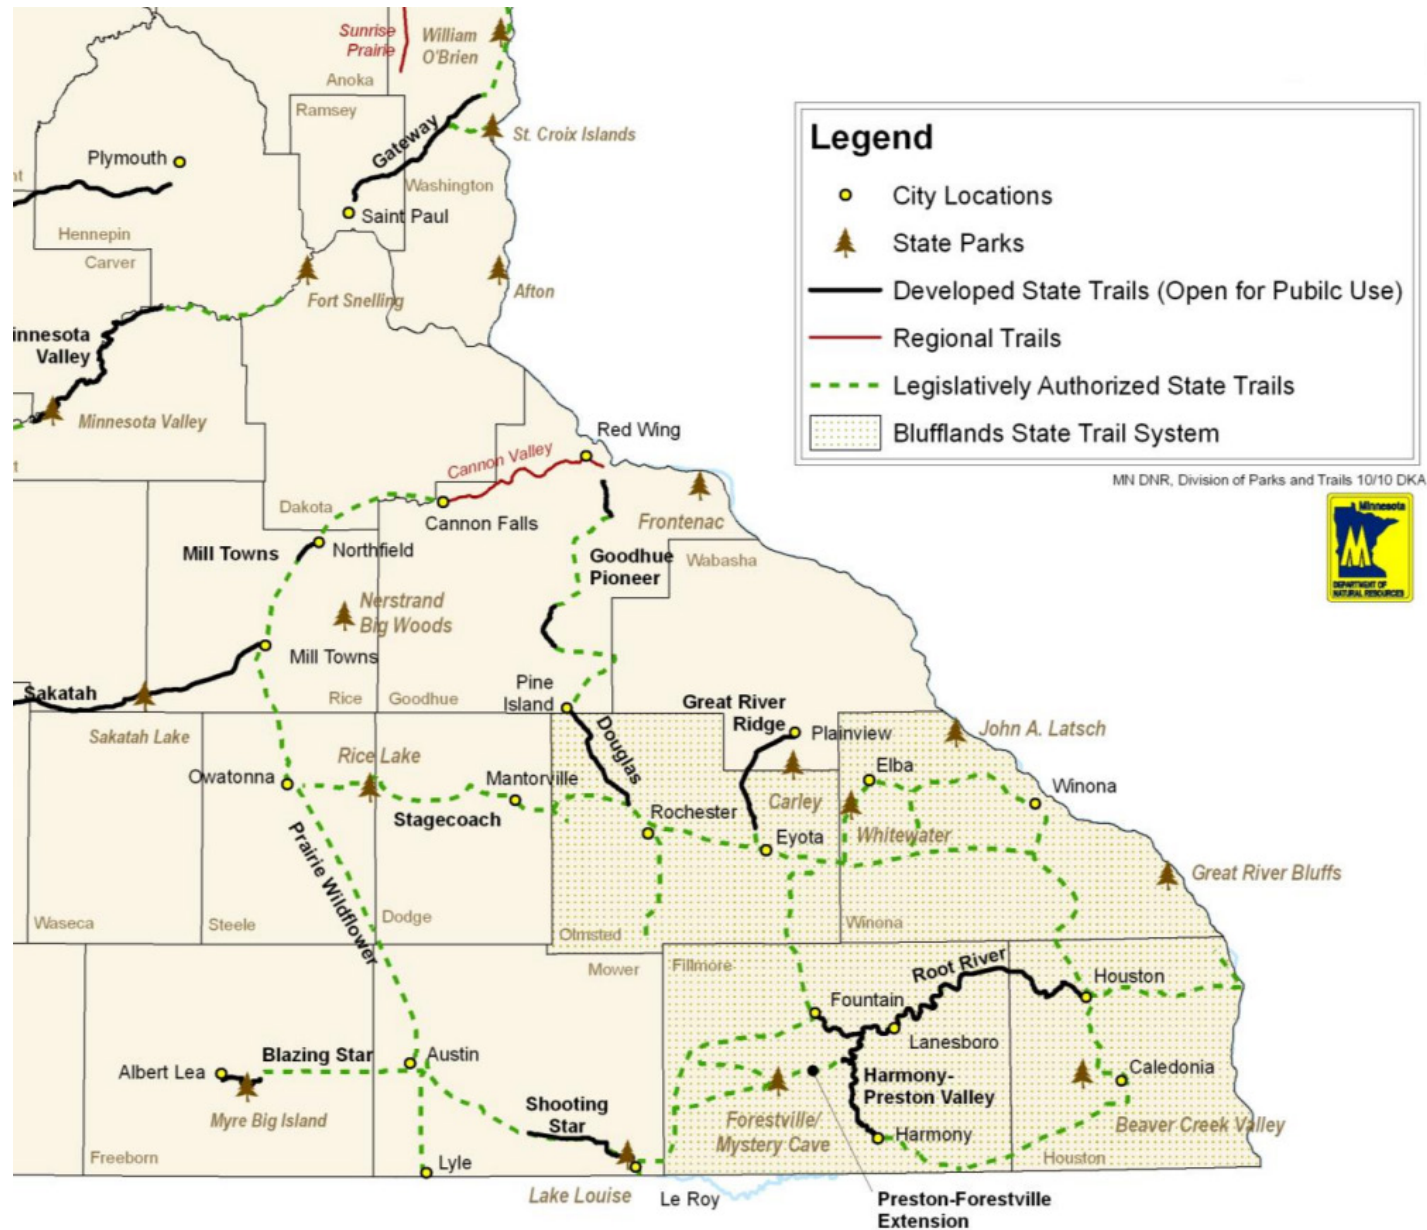 Sunrise
Prairie
William
O'Brien
Anoka
Ramsey
Gateway
St. Croix Islands
Plymouth
Washington
Saint Paul
Hennepin
Carver
Fort Snelling
Afton
innesota
Valley
Minnesota Valley
Legend
City Locations
State Parks
Developed State Trails (Open for Pubilc Use)
Regional Trails
Legislatively Authorized State Trails
Blufflands State Trail System
MN DNR, Division of Parks and Trails 10/10 DKA
Minnesota
DEPARTMENT OF
NATURAL RESOURCES
Red Wing
Cannon Valley
Dakota
Cannon Falls
Frontenac
Mill Towns
Northfield
Goodhue
Pioneer
Wabasha
Nerstrand
Big Woods
Mill Towns
Sakatah
Rice
Goodhue
Pine
Island
Great River
Ridge
Plainview
John A. Latsch
Sakatah Lake
Rice Lake
Douglas
Owatonna
Mantorville
Elba
Winona
Carley
Stagecoach
Rochester
Whitewater
Eyota
Prairie Wildflower
Great River Bluffs
Waseca
Steele
Dodge
Olmsted
Winona
Mower
Fillmore
Root River
Houston
Fountain
Lanesboro
Blazing Star
Austin
Albert Lea
Harmony-
Preston Valley
Caledonia
Myre Big Island
Shooting
Star
Forestville/
Mystery Cave
Beaver Creek Valley
Harmony
Freeborn
Lyle
Houston
Lake Louise
Le Roy
Preston-Forestville
Extension